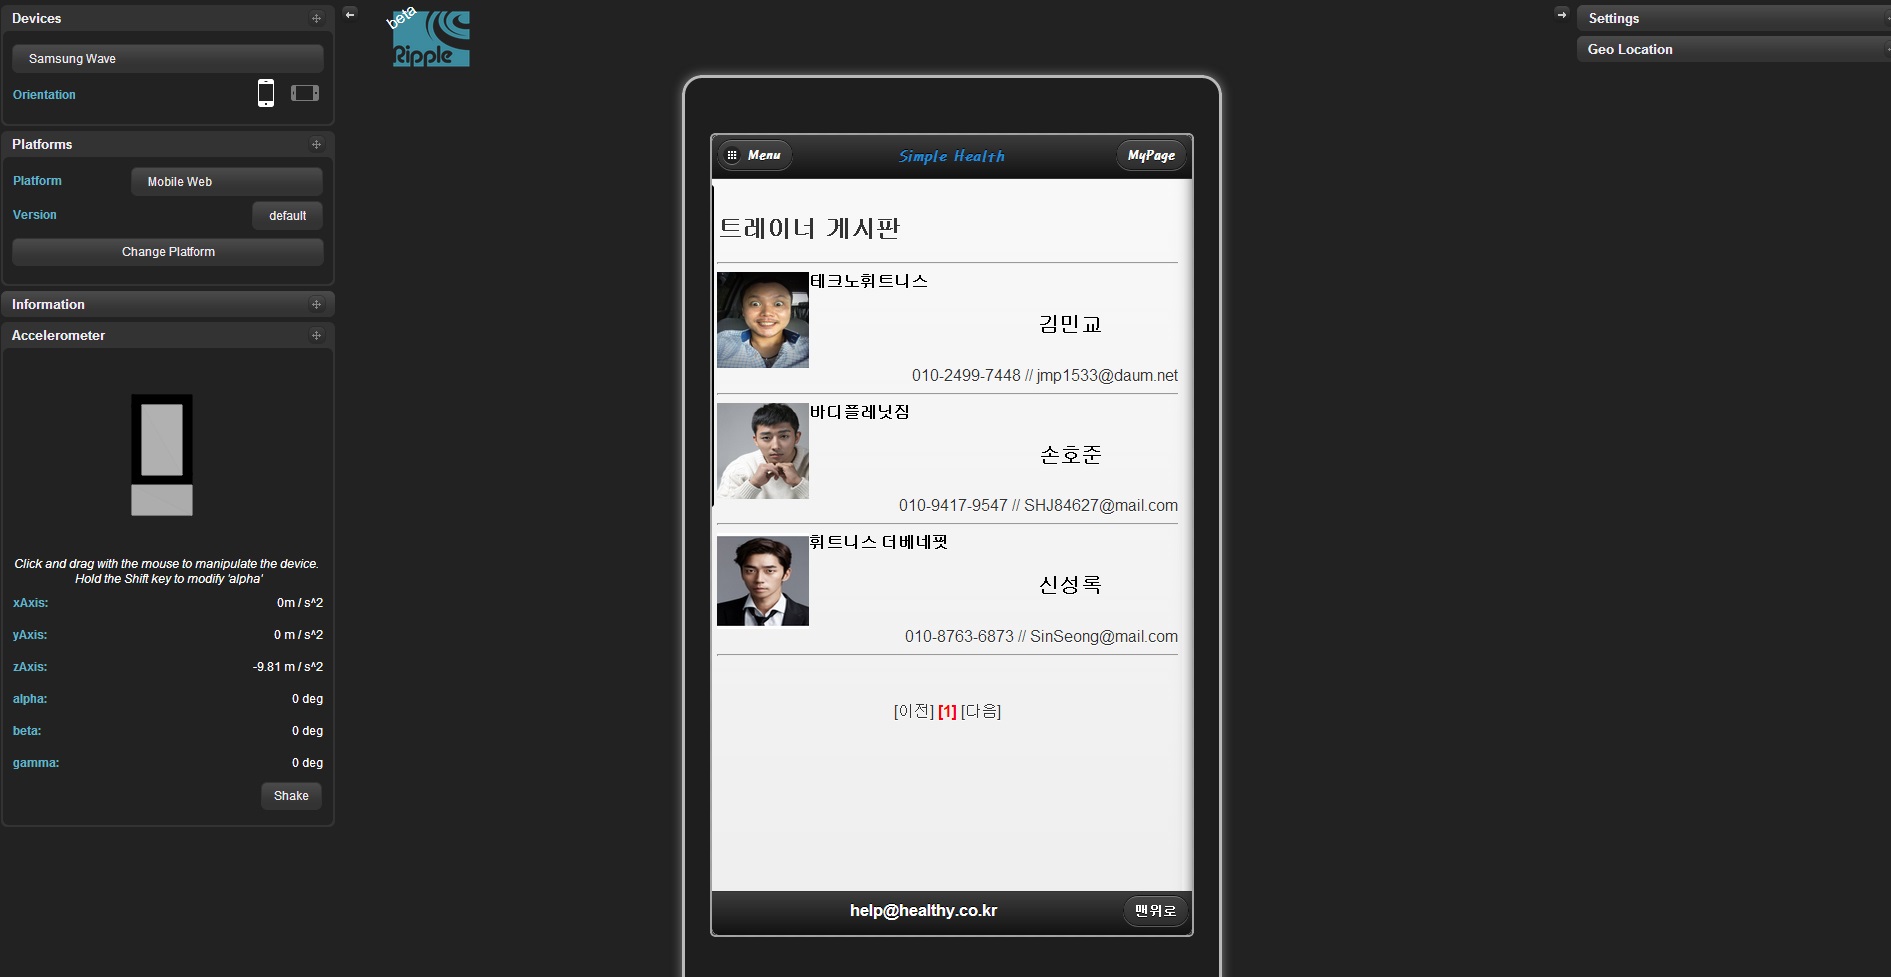 Devices
Samsung Wave
Orientation
Platforms
Platform
Mobile Web
Version
default
Change Platform
Information
Accelerometer
Click and drag with the mouse to manipulate the device.
Hold the Shift key to modify 'alpha'
xAxis: 0m / s^2
yAxis: 0 m / s^2
zAxis: -9.81 m / s^2
alpha: 0 deg
beta: 0 deg
gamma: 0 deg
Shake
beta
Ripple
Menu
Simple Health
MyPage
트레이너 게시판
테크노휘트니스
김민교
010-2499-7448 // jmp1533@daum.net
바디플래닛짐
손호준
010-9417-9547 // SHJ84627@mail.com
휘트니스 더베네핏
신성록
010-8763-6873 // SinSeong@mail.com
[이전] [1] [다음]
help@healthy.co.kr
맨위로
Settings
Geo Location